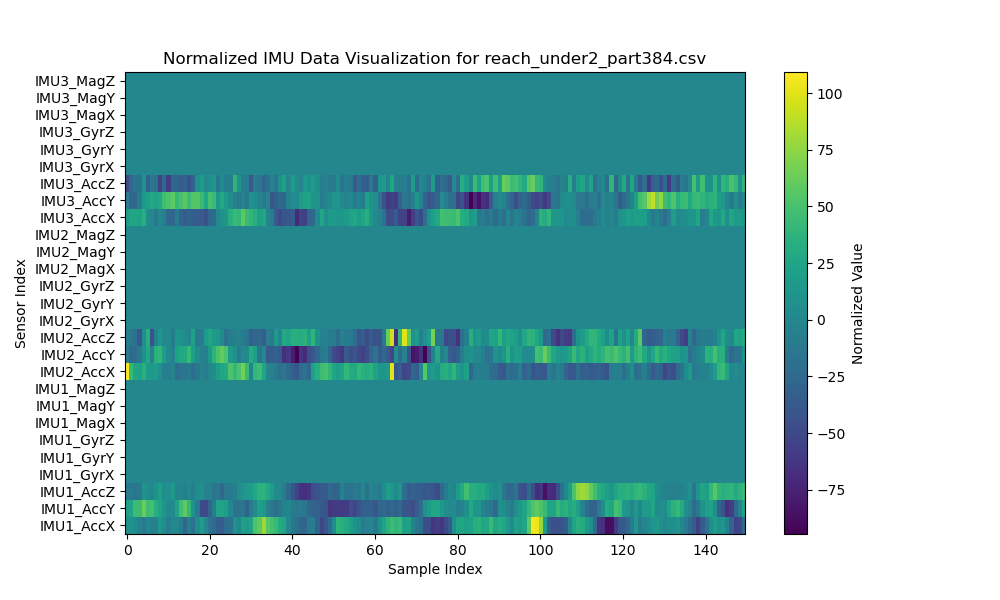 Normalized IMU Data Visualization for reach_under2_part384.csv
IMU3_MagZ
IMU3_MagY
IMU3_MagX
IMU3_GyrZ
IMU3_GyrY
IMU3_GyrX
IMU3_AccZ
IMU3_AccY
IMU3_AccX
IMU2_MagZ
IMU2_MagY
IMU2_MagX
IMU2_GyrZ
IMU2_GyrY
IMU2_GyrX
IMU2_AccZ
IMU2_AccY
IMU2_AccX
IMU1_MagZ
IMU1_MagY
IMU1_MagX
IMU1_GyrZ
IMU1_GyrY
IMU1_GyrX
IMU1_AccZ
IMU1_AccY
IMU1_AccX
Sensor Index
0 20 40 60 80 100 120 140
Sample Index
100
75
50
25
0
−25
−50
−75
Normalized Value